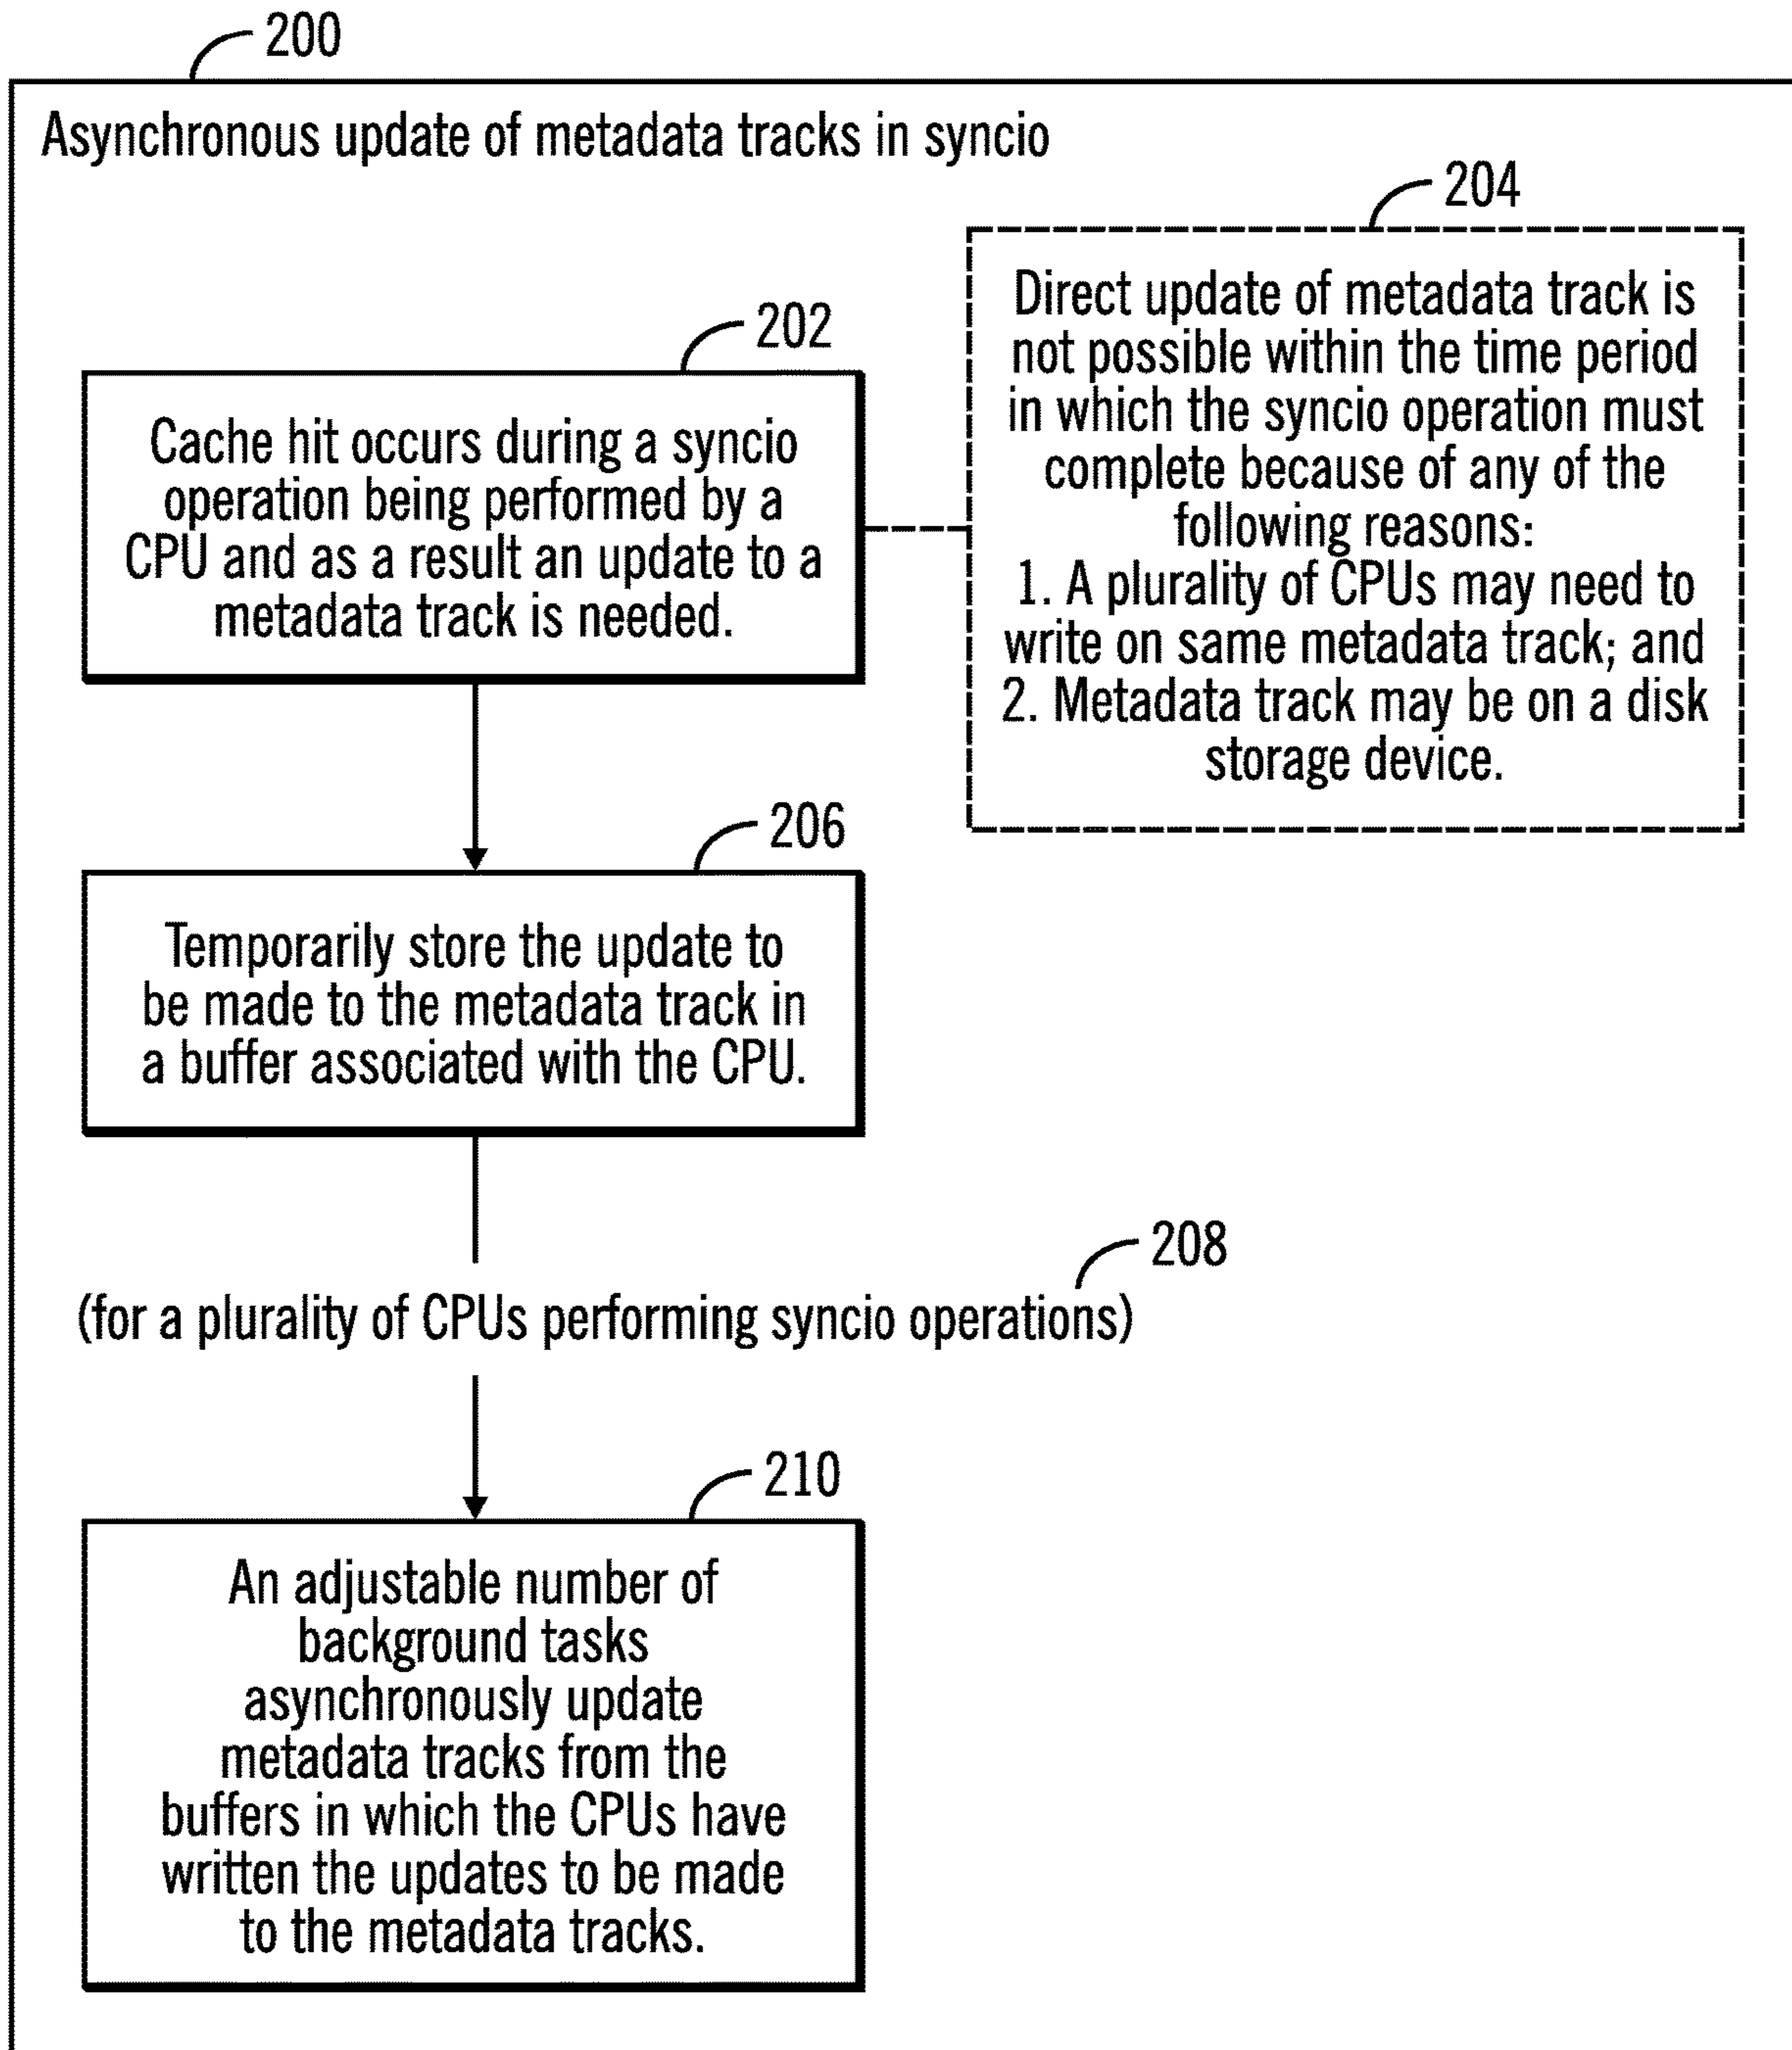 200
Asynchronous update of metadata tracks in syncio
204
Direct update of metadata track is
not possible within the time period
in which the syncio operation must
complete because of any of the
following reasons:
1. A plurality of CPUs may need to
write on same metadata track; and
2. Metadata track may be on a disk
storage device.
202
Cache hit occurs during a syncio
operation being performed by a
CPU and as a result an update to a
metadata track is needed.
206
Temporarily store the update to
be made to the metadata track in
a buffer associated with the CPU.
208
(for a plurality of CPUs performing syncio operations)
210
An adjustable number of
background tasks
asynchronously update
metadata tracks from the
buffers in which the CPUs have
written the updates to be made
to the metadata tracks.